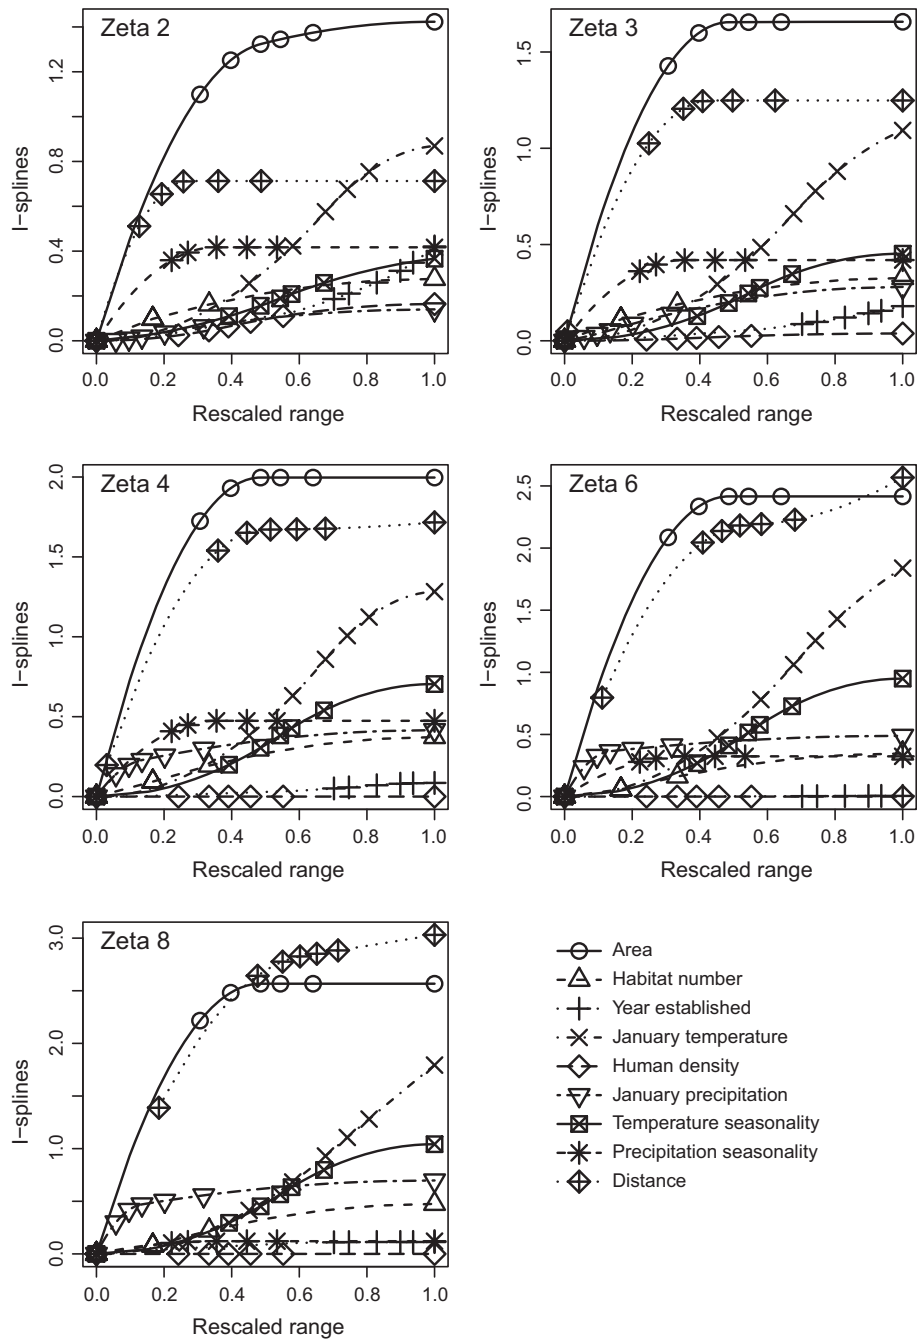 Zeta 2
I−splines
0.0 0.4 0.8 1.2
0.0 0.2 0.4 0.6 0.8 1.0
Rescaled range
Zeta 3
I−splines
0.0 0.5 1.0 1.5
0.0 0.2 0.4 0.6 0.8 1.0
Rescaled range
Zeta 4
I−splines
0.0 0.5 1.0 1.5 2.0
0.0 0.2 0.4 0.6 0.8 1.0
Rescaled range
Zeta 6
I−splines
0.0 0.5 1.0 1.5 2.0 2.5
0.0 0.2 0.4 0.6 0.8 1.0
Rescaled range
Zeta 8
I−splines
0.0 1.0 2.0 3.0
0.0 0.2 0.4 0.6 0.8 1.0
Rescaled range
Area
Habitat number
Year established
January temperature
Human density
January precipitation
Temperature seasonality
Precipitation seasonality
Distance